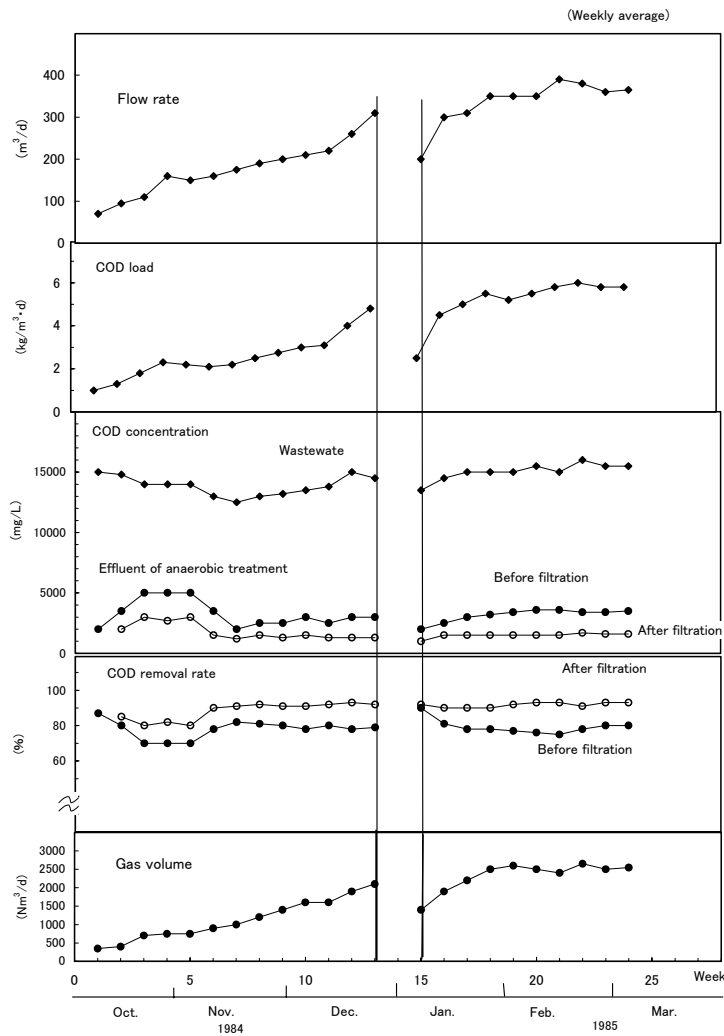 (Weekly average)
Flow rate
(m³/d)
400
300
200
100
0
COD load
(kg/m³・d)
6
4
2
0
COD concentration
Wastewate
(mg/L)
15000
10000
5000
0
Effluent of anaerobic treatment
Before filtration
After filtration
COD removal rate
After filtration
(%)
100
80
60
Before filtration
Gas volume
(Nm³/d)
3000
2500
2000
1500
1000
500
0
0 5 10 15 20 25 Week
Oct. Nov. Dec. Jan. Feb. Mar.
1984 1985